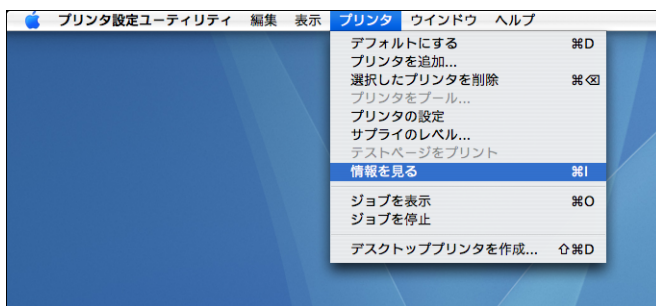 プリンタ設定ユーティリティ 編集 表示 プリンタ ウインドウ ヘルプ
デフォルトにする ⌘D
プリンタを追加...
選択したプリンタを削除 ⌘⌫
プリンタをプール...
プリンタの設定
サプライのレベル...
テストページをプリント
情報を見る ⌘I
ジョブを表示 ⌘O
ジョブを停止
デスクトッププリンタを作成... ⇧⌘D